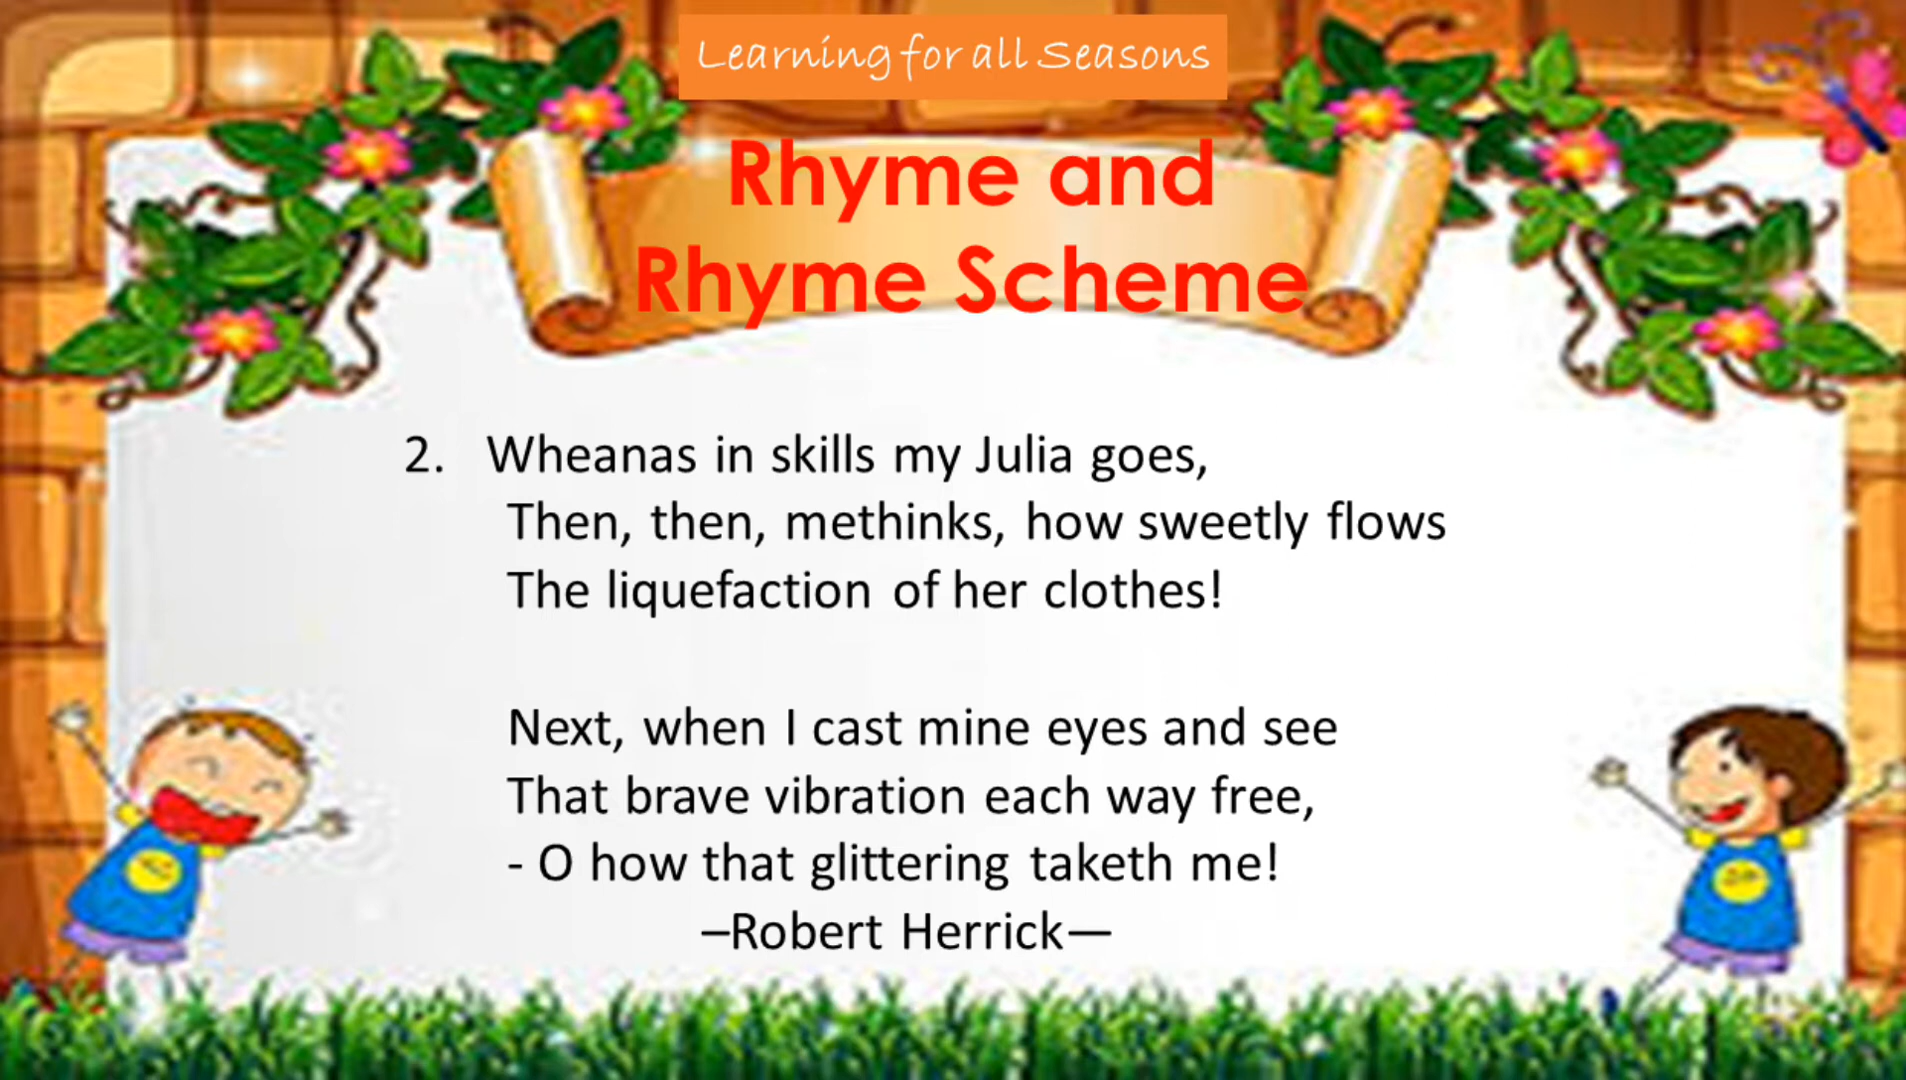 Learning for all Seasons
Rhyme and
Rhyme Scheme
2. Wheanas in skills my Julia goes,
Then, then, methinks, how sweetly flows
The liquefaction of her clothes!
Next, when I cast mine eyes and see
That brave vibration each way free,
- O how that glittering taketh me!
–Robert Herrick—